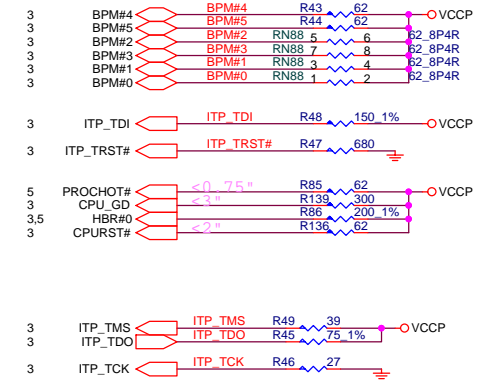 3 BPM#4 BPM#4 R43 62 VCCP
3 BPM#5 BPM#5 R44 62
3 BPM#2 BPM#2 RN88 5 6 62_8P4R
3 BPM#3 BPM#3 RN88 7 8 62_8P4R
3 BPM#1 BPM#1 RN88 3 4 62_8P4R
3 BPM#0 BPM#0 RN88 1 2 62_8P4R
3 ITP_TDI ITP_TDI R48 150_1% VCCP
3 ITP_TRST# ITP_TRST# R47 680
5 PROCHOT# <0.75" R85 62 VCCP
3 CPU_GD <3" R139 300
3,5 HBR#0 R86 200_1%
3 CPURST# <2" R136 62
3 ITP_TMS ITP_TMS R49 39 VCCP
3 ITP_TDO ITP_TDO R45 75_1%
3 ITP_TCK ITP_TCK R46 27